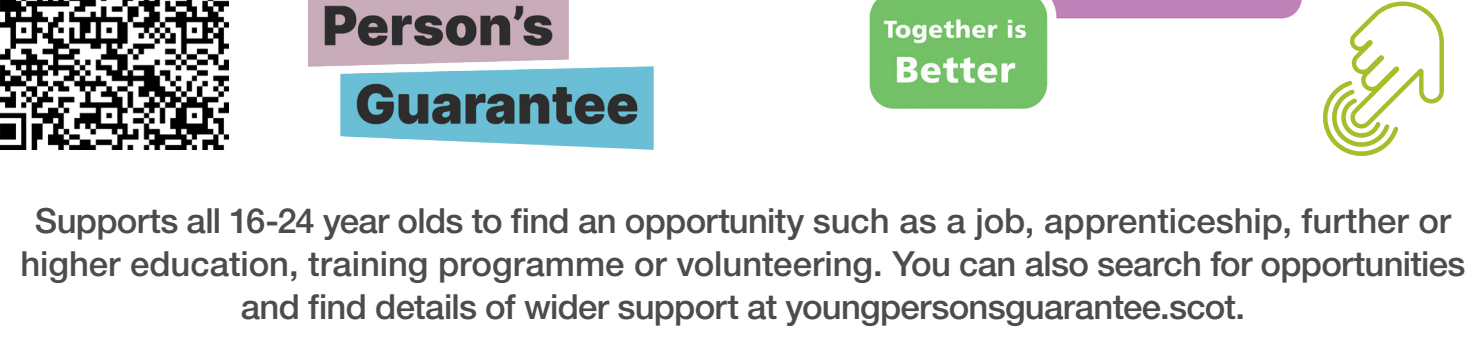 Person's
Guarantee
Together is
Better
Supports all 16-24 year olds to find an opportunity such as a job, apprenticeship, further or
higher education, training programme or volunteering. You can also search for opportunities
and find details of wider support at youngpersonsguarantee.scot.